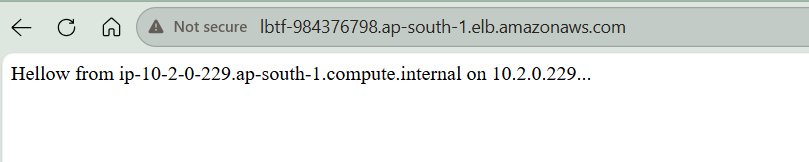 Not secure lbtf-984376798.ap-south-1.elb.amazonaws.com
Hellow from ip-10-2-0-229.ap-south-1.compute.internal on 10.2.0.229...